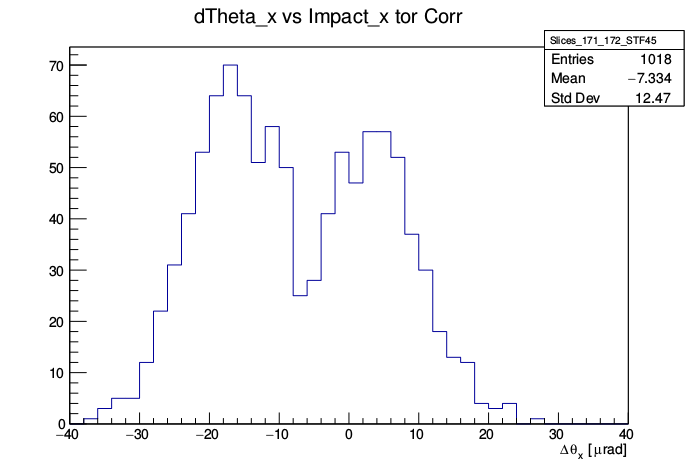 dTheta_x vs Impact_x tor Corr
Slices_171_172_STF45
Entries 1018
Mean −7.334
Std Dev 12.47
70
60
50
40
30
20
10
0
−40 −30 −20 −10 0 10 20 30 40
Δθx [μrad]